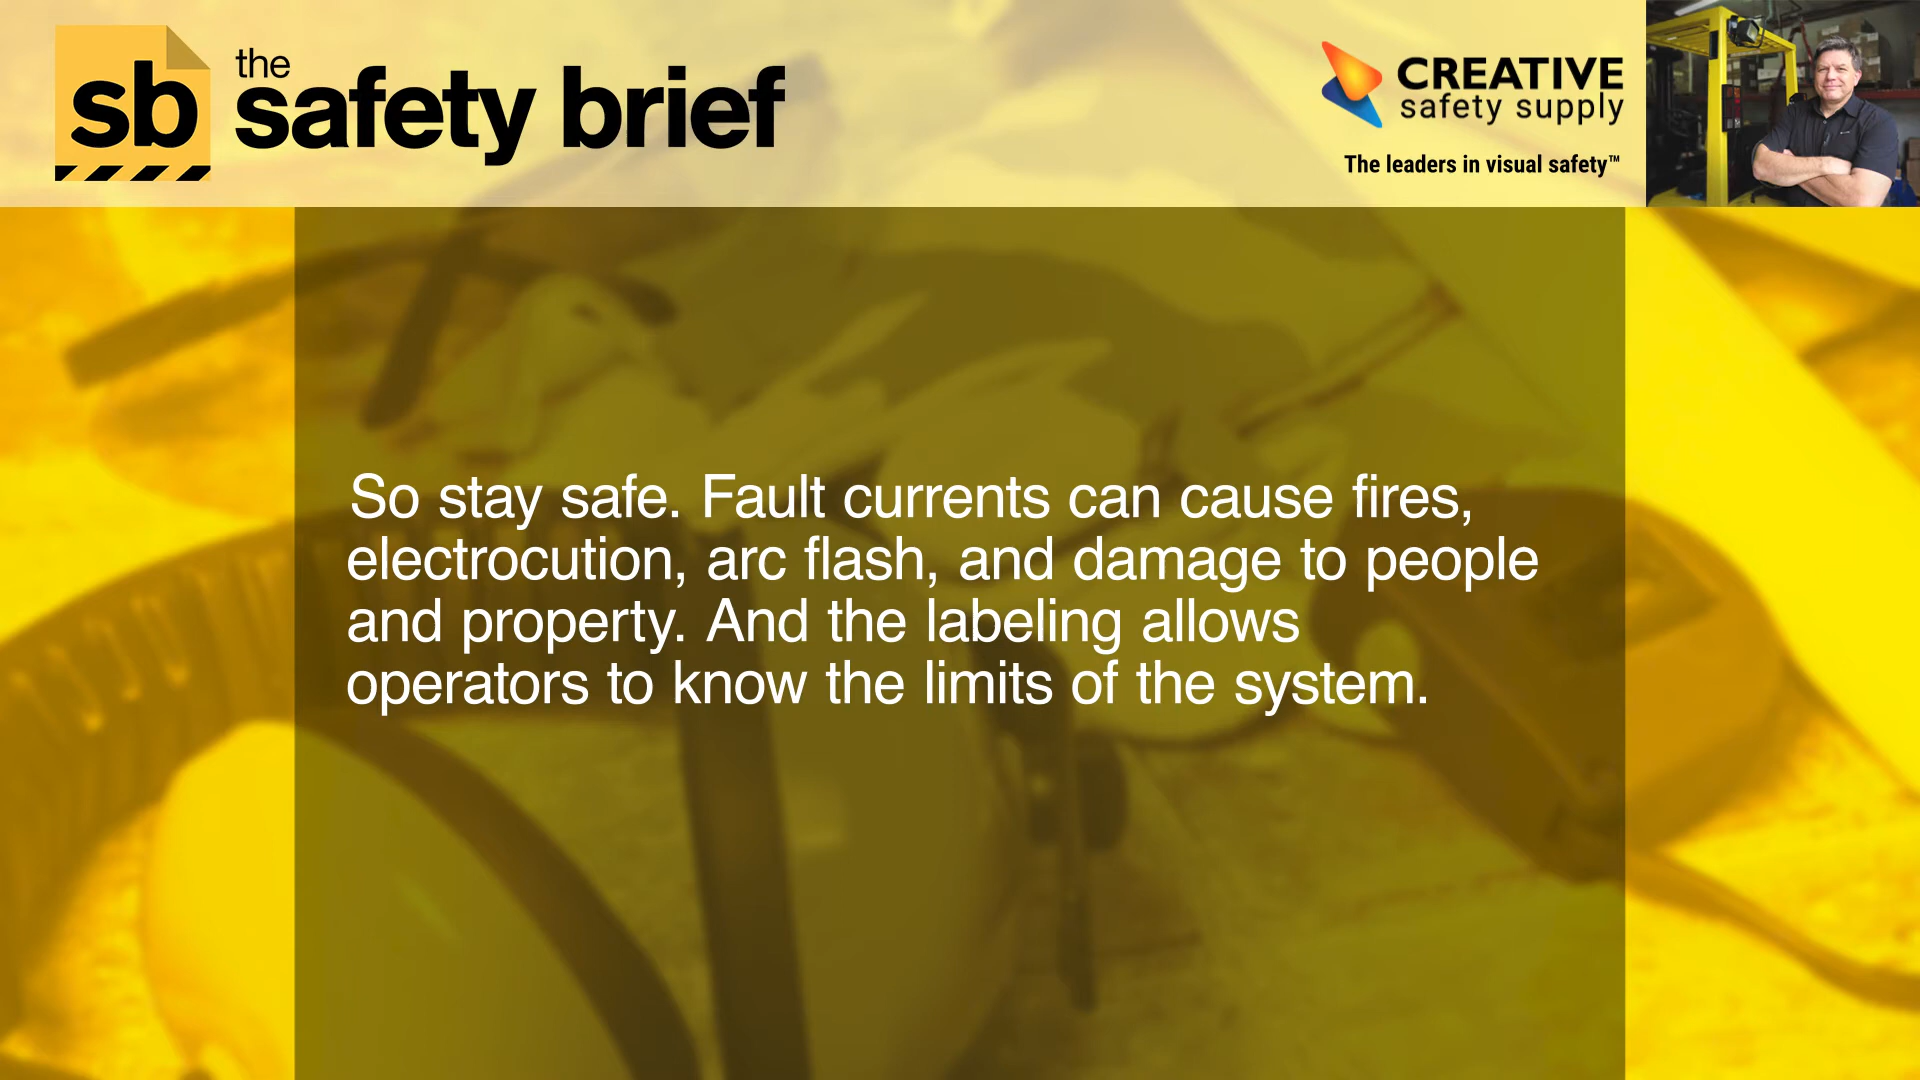 sb
the
safety brief
CREATIVE
safety supply
The leaders in visual safety™
So stay safe. Fault currents can cause fires,
electrocution, arc flash, and damage to people
and property. And the labeling allows
operators to know the limits of the system.